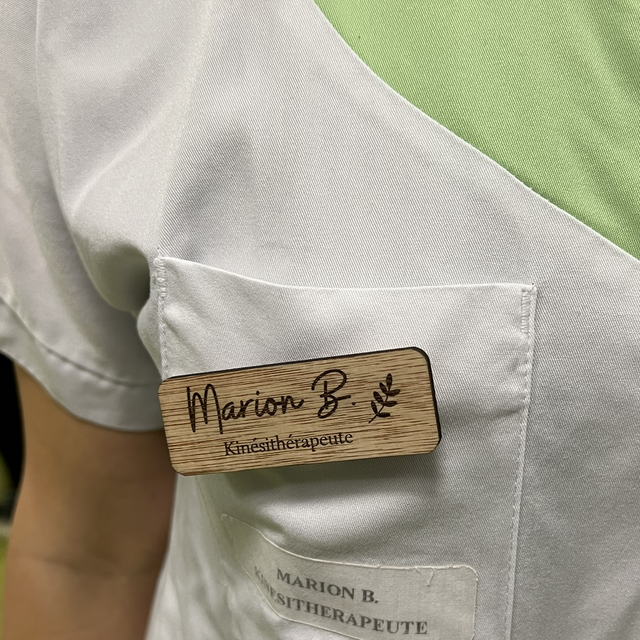 Marion B.
Kinésithérapeute
MARION B.
KINESITHERAPEUTE